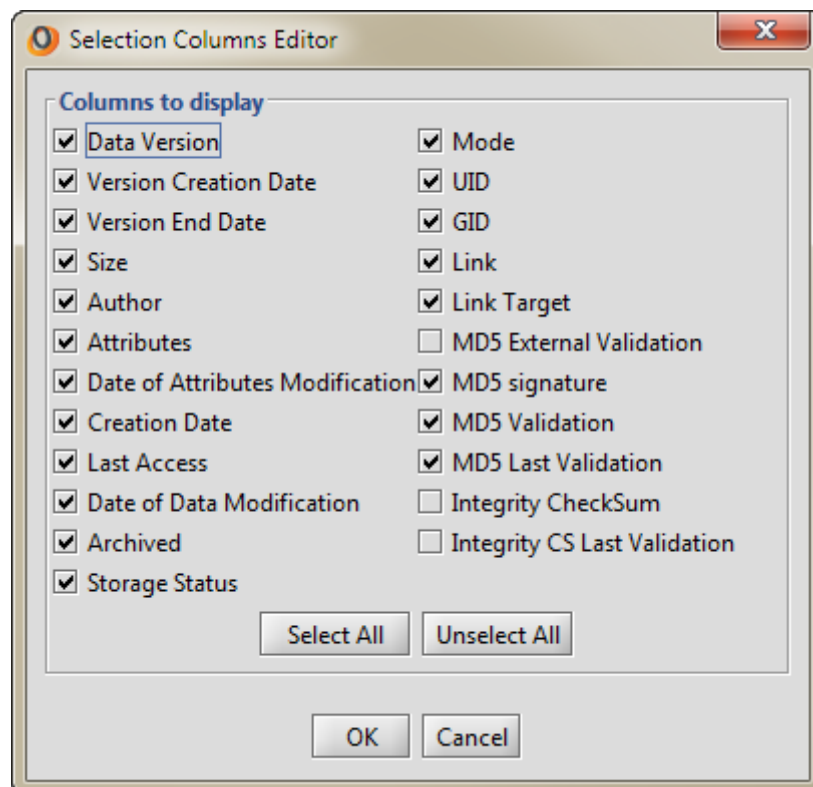 Selection Columns Editor
Columns to display
Data Version
Version Creation Date
Version End Date
Size
Author
Attributes
Date of Attributes Modification
Creation Date
Last Access
Date of Data Modification
Archived
Storage Status
Mode
UID
GID
Link
Link Target
MD5 External Validation
MD5 signature
MD5 Validation
MD5 Last Validation
Integrity CheckSum
Integrity CS Last Validation
Select All
Unselect All
OK
Cancel